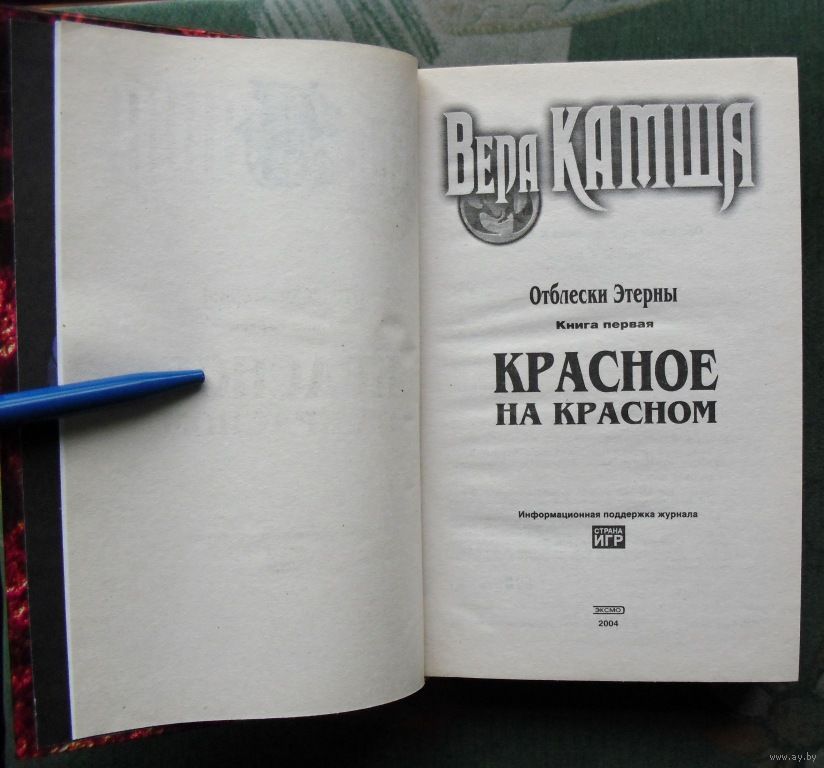 Вера КАМША
Отблески Этерны
Книга первая
КРАСНОЕ
НА КРАСНОМ
Информационная поддержка журнала
СТРАНА
ИГР
ЭКСМО
2004
www.ay.by